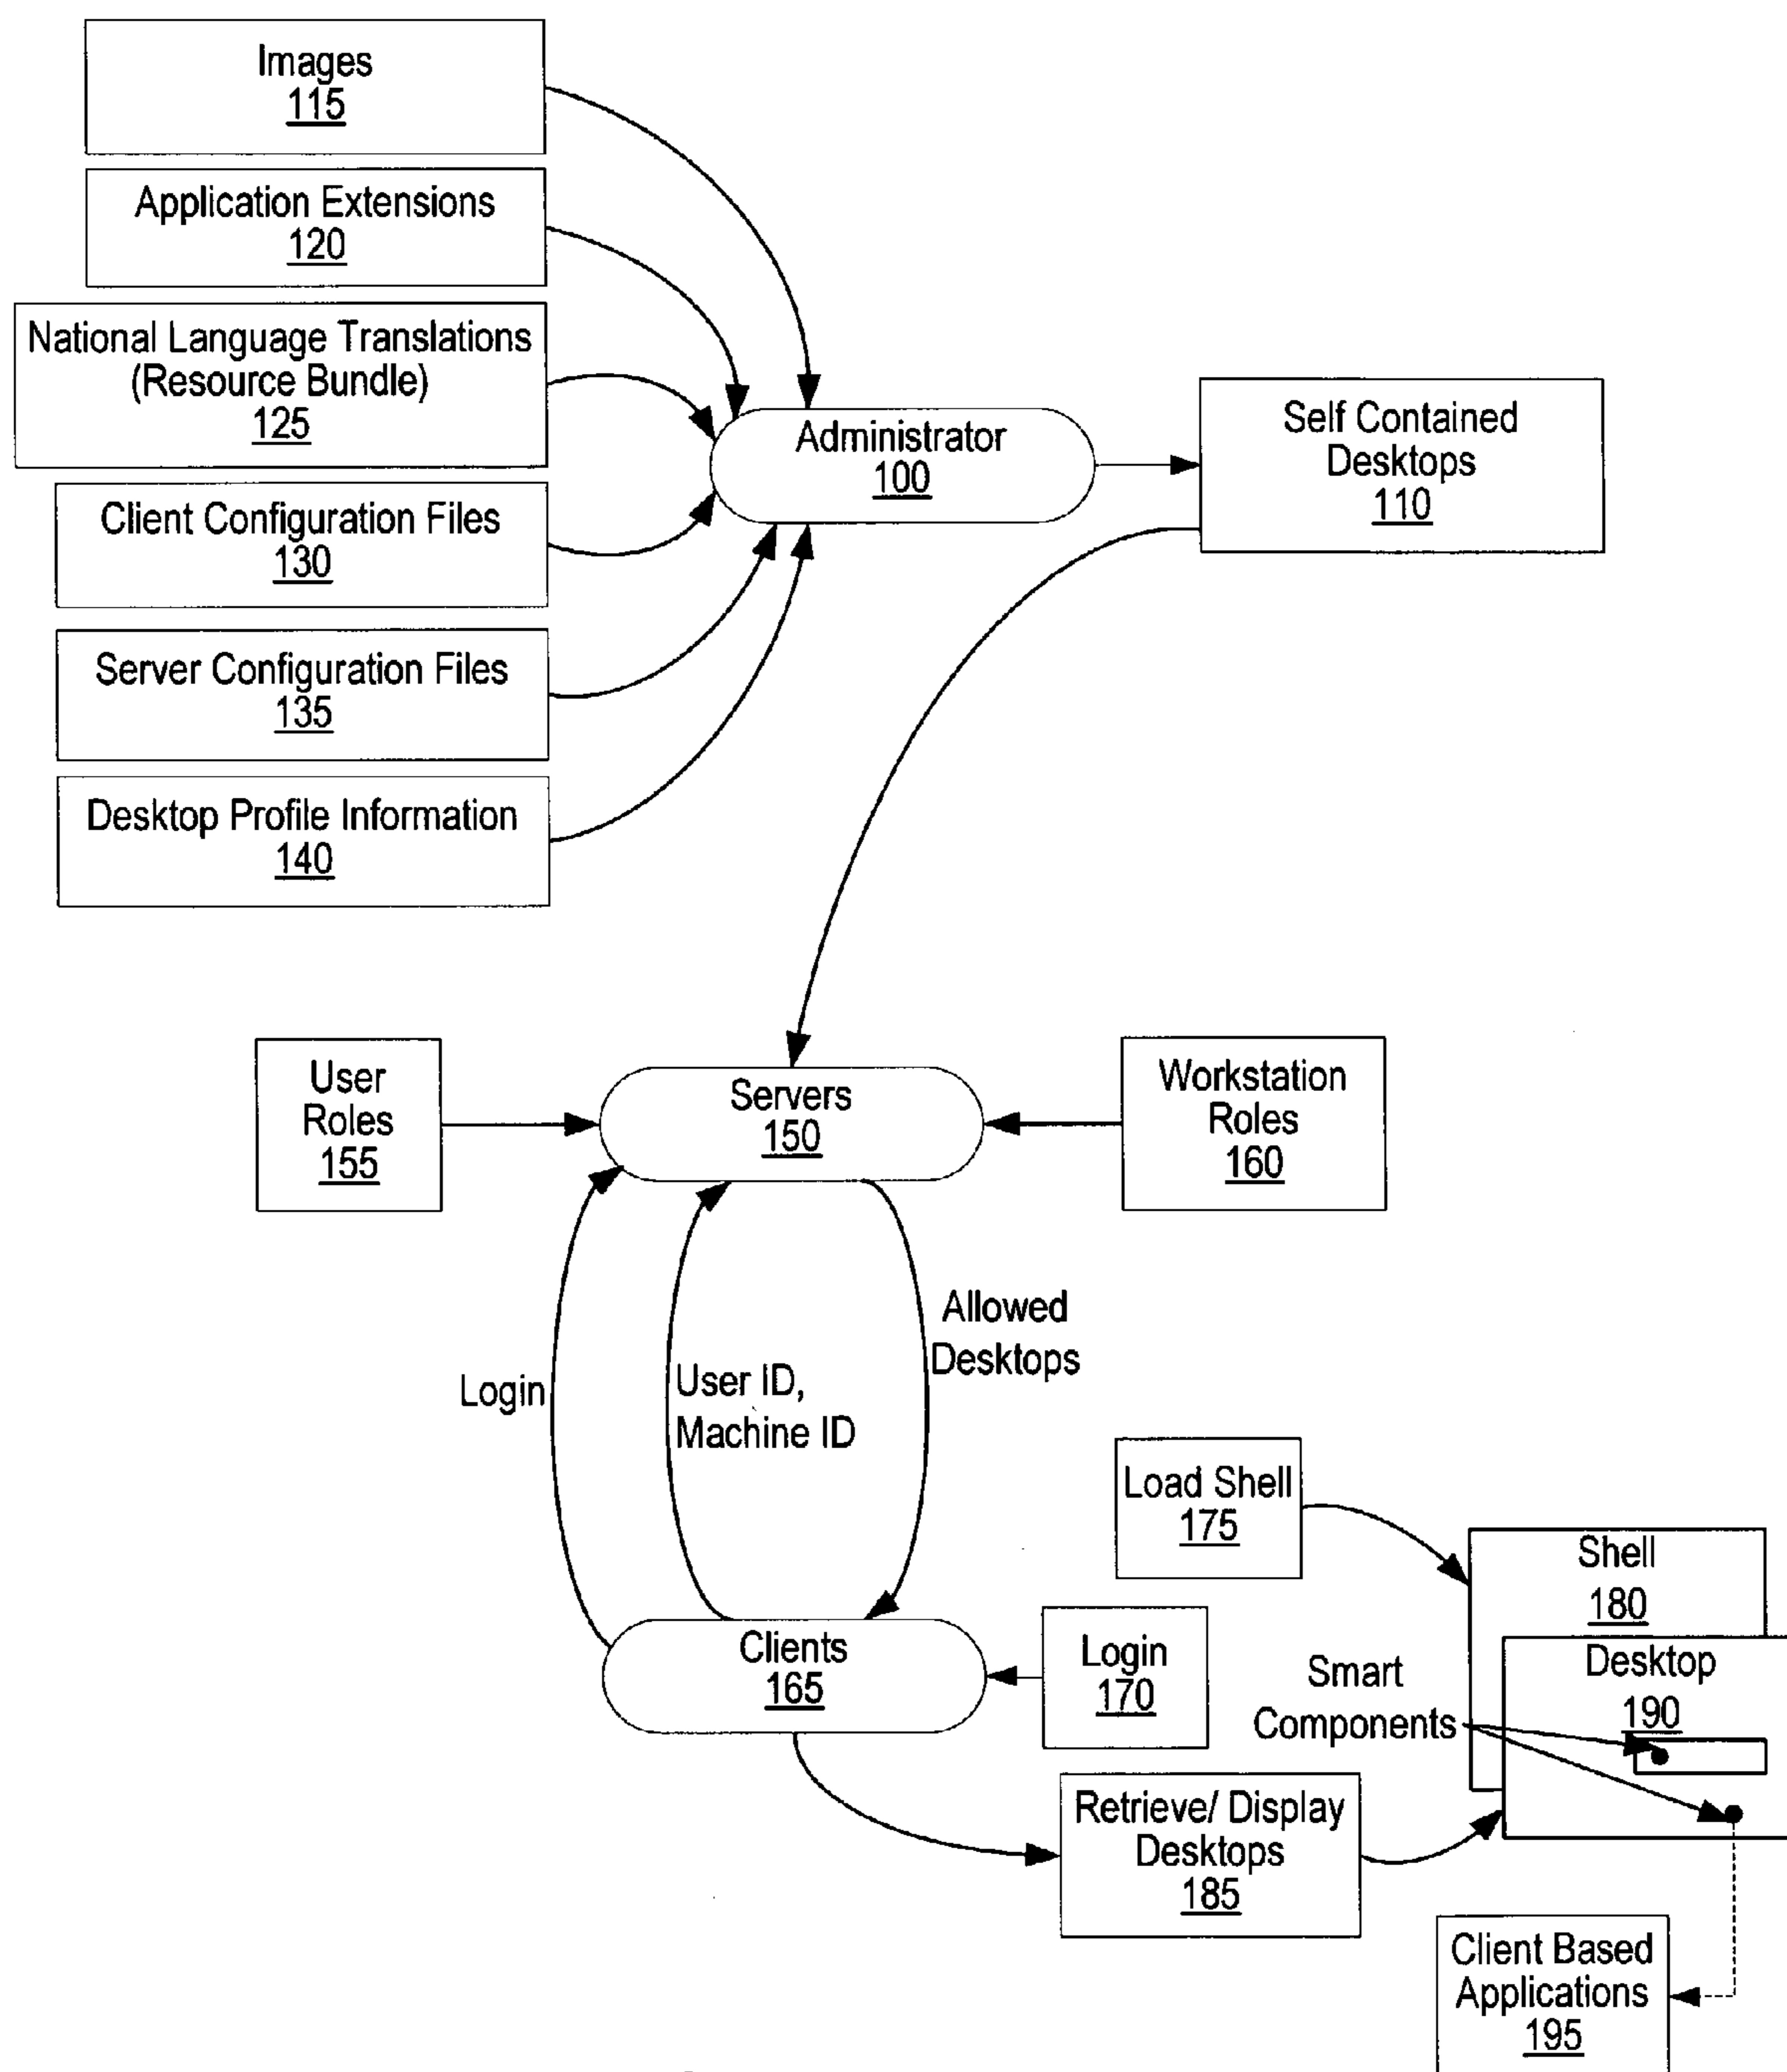 Images
115
Application Extensions
120
National Language Translations
(Resource Bundle)
125
Client Configuration Files
130
Server Configuration Files
135
Desktop Profile Information
140
Administrator
100
Self Contained
Desktops
110
User
Roles
155
Servers
150
Workstation
Roles
160
Login
User ID,
Machine ID
Allowed
Desktops
Clients
165
Login
170
Load Shell
175
Shell
180
Smart
Components
Desktop
190
Retrieve/ Display
Desktops
185
Client Based
Applications
195